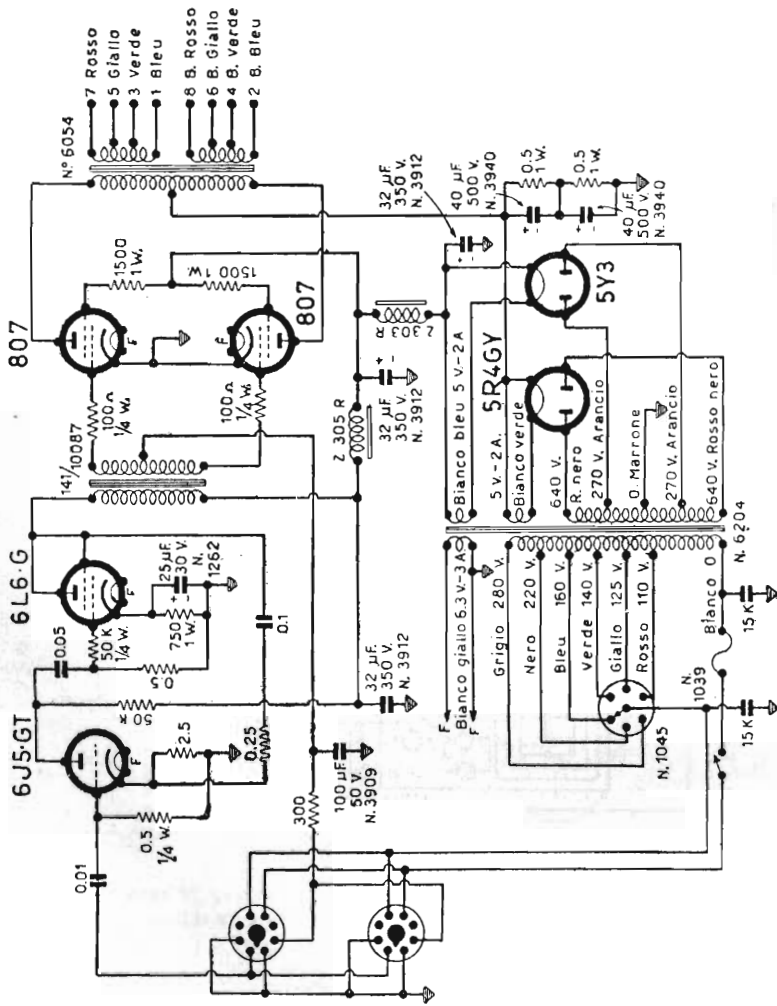 807
807
6L6·G
6J5·GT
141/10087
N° 6054
7 Rosso
5 Giallo
3 Verde
1 Bleu
8 B. Rosso
6 B. Giallo
4 B. Verde
2 B. Bleu
1500
1 W.
1500 1W.
100Ω
1/4 W.
100Ω
1/4 W.
F
F
F
F
0.05
50 K
1/4 W.
25 µF.
30 V.
N.
1262
750
1 W.
0.5
50 K
0.1
0.01
0.5
1/4 W.
2.5
0.25
32 µF.
350 V.
N. 3912
300
100 µF.
50 V.
N. 3909
Z 305 R
32 µF.
350 V.
N. 3912
Z 303 R
32 µF.
350 V.
N. 3912
40 µF.
500 V.
N. 3940
0.5
1 W.
0.5
1 W.
40 µF.
500 V.
N. 3940
5R4GY
5Y3
Bianco bleu 5 V.-2 A
5 V.-2 A.
Bianco verde
640 V.
R. nero
270 V. Arancio
0. Marrone
270 V. Arancio
640 V. Rosso nero
N. 6204
F
F
Bianco giallo 6.3 V.-3 A
Grigio 280 V.
Nero 220 V.
Bleu 160 V.
Verde 140 V.
Giallo 125 V.
Rosso 110 V.
Bianco 0
N. 1045
N.
1039
15 K
15 K